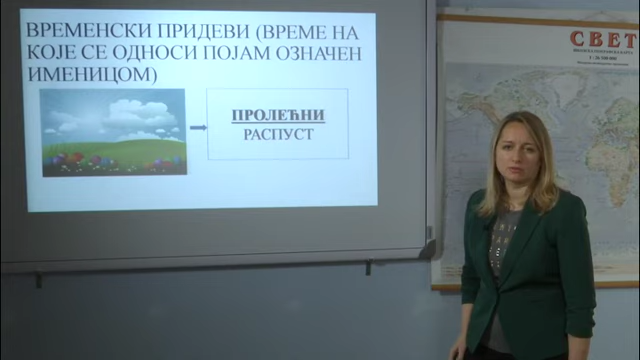 ВРЕМЕНСКИ ПРИДЕВИ (ВРЕМЕ НА
КОЈЕ СЕ ОДНОСИ ПОЈАМ ОЗНАЧЕН
ИМЕНИЦОМ)
ПРОЛЕЋНИ
РАСПУСТ
СВЕТ